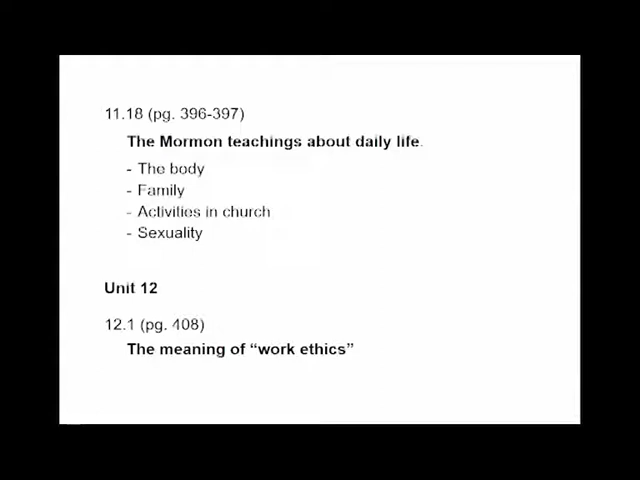 11.18 (pg. 396-397)
The Mormon teachings about daily life.
- The body
- Family
- Activities in church
- Sexuality
Unit 12
12.1 (pg. 408)
The meaning of “work ethics”